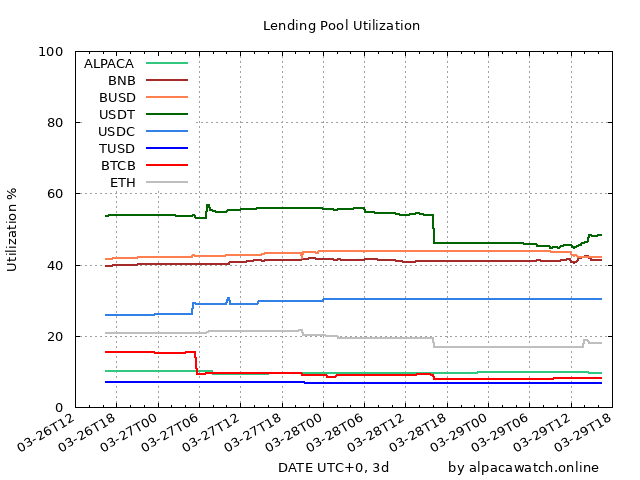 Lending Pool Utilization
Utilization %
100
80
60
40
20
0
ALPACA
BNB
BUSD
USDT
USDC
TUSD
BTCB
ETH
03-26T12
03-26T18
03-27T00
03-27T06
03-27T12
03-27T18
03-28T00
03-28T06
03-28T12
03-28T18
03-29T00
03-29T06
03-29T12
03-29T18
DATE UTC+0, 3d
by alpacawatch.online